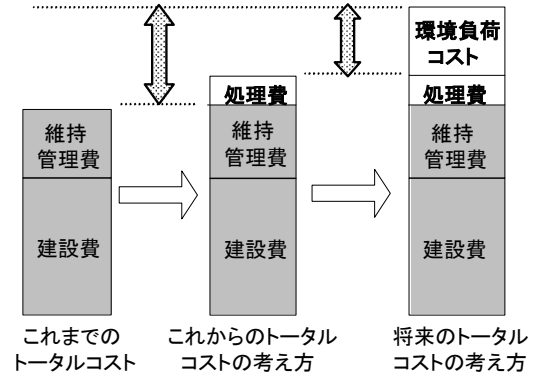 環境負荷
コスト
処理費
処理費
維持
管理費
維持
管理費
維持
管理費
建設費
建設費
建設費
これまでの
トータルコスト
これからのトータル
コストの考え方
将来のトータル
コストの考え方